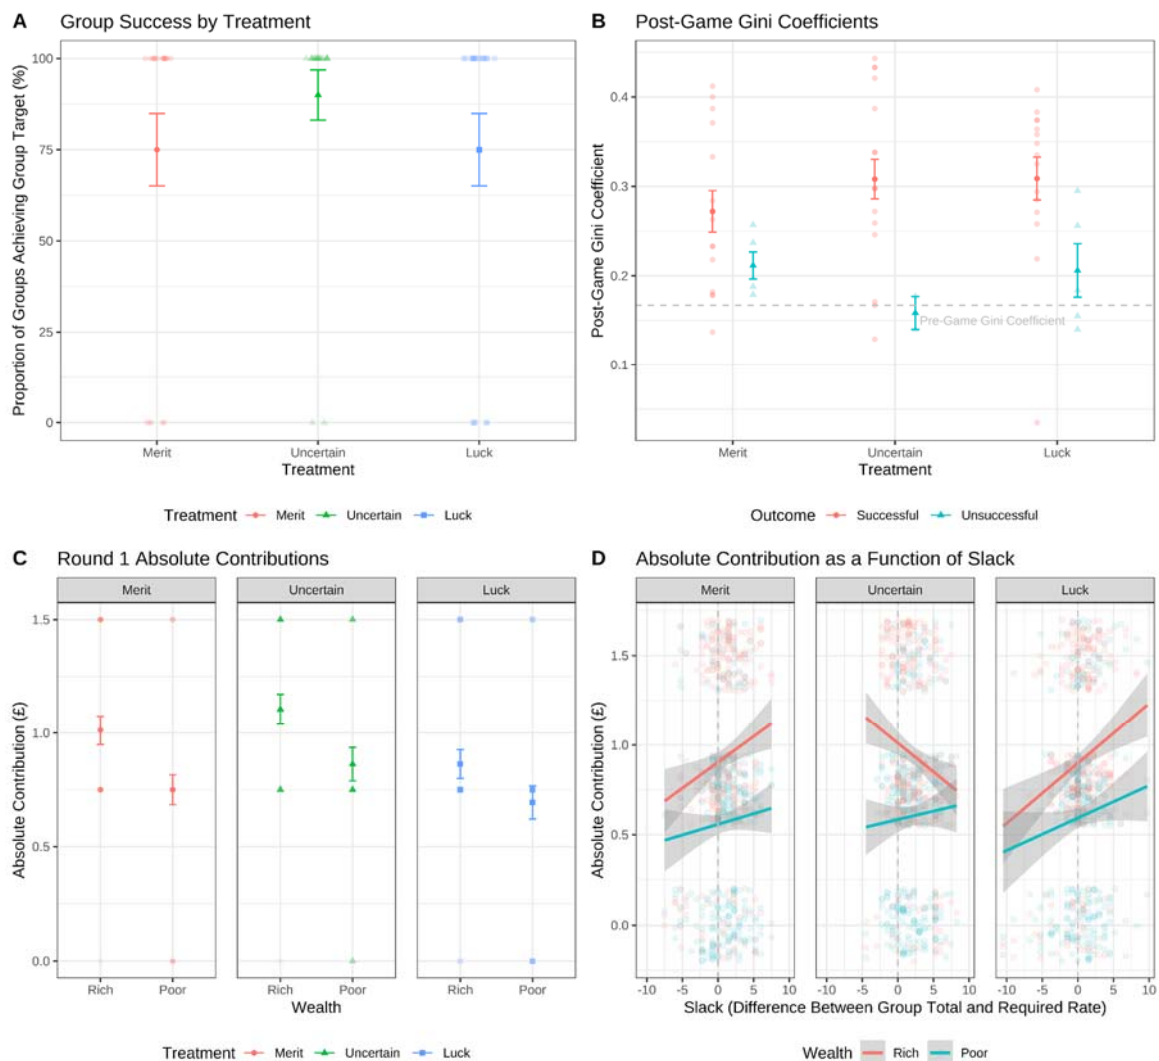 A Group Success by Treatment
Proportion of Groups Achieving Group Target (%)
100
75
50
25
0
Merit Uncertain Luck
Treatment
Treatment Merit Uncertain Luck
B Post-Game Gini Coefficients
Post-Game Gini Coefficient
0.4
0.3
0.2
0.1
Pre-Game Gini Coefficient
Merit Uncertain Luck
Treatment
Outcome Successful Unsuccessful
C Round 1 Absolute Contributions
Merit Uncertain Luck
Absolute Contribution (£)
1.5
1.0
0.5
0.0
Rich Poor Rich Poor Rich Poor
Wealth
Treatment Merit Uncertain Luck
D Absolute Contribution as a Function of Slack
Merit Uncertain Luck
Absolute Contribution (£)
1.5
1.0
0.5
0.0
-10 -5 0 5 10 -10 -5 0 5 10 -10 -5 0 5 10
Slack (Difference Between Group Total and Required Rate)
Wealth Rich Poor